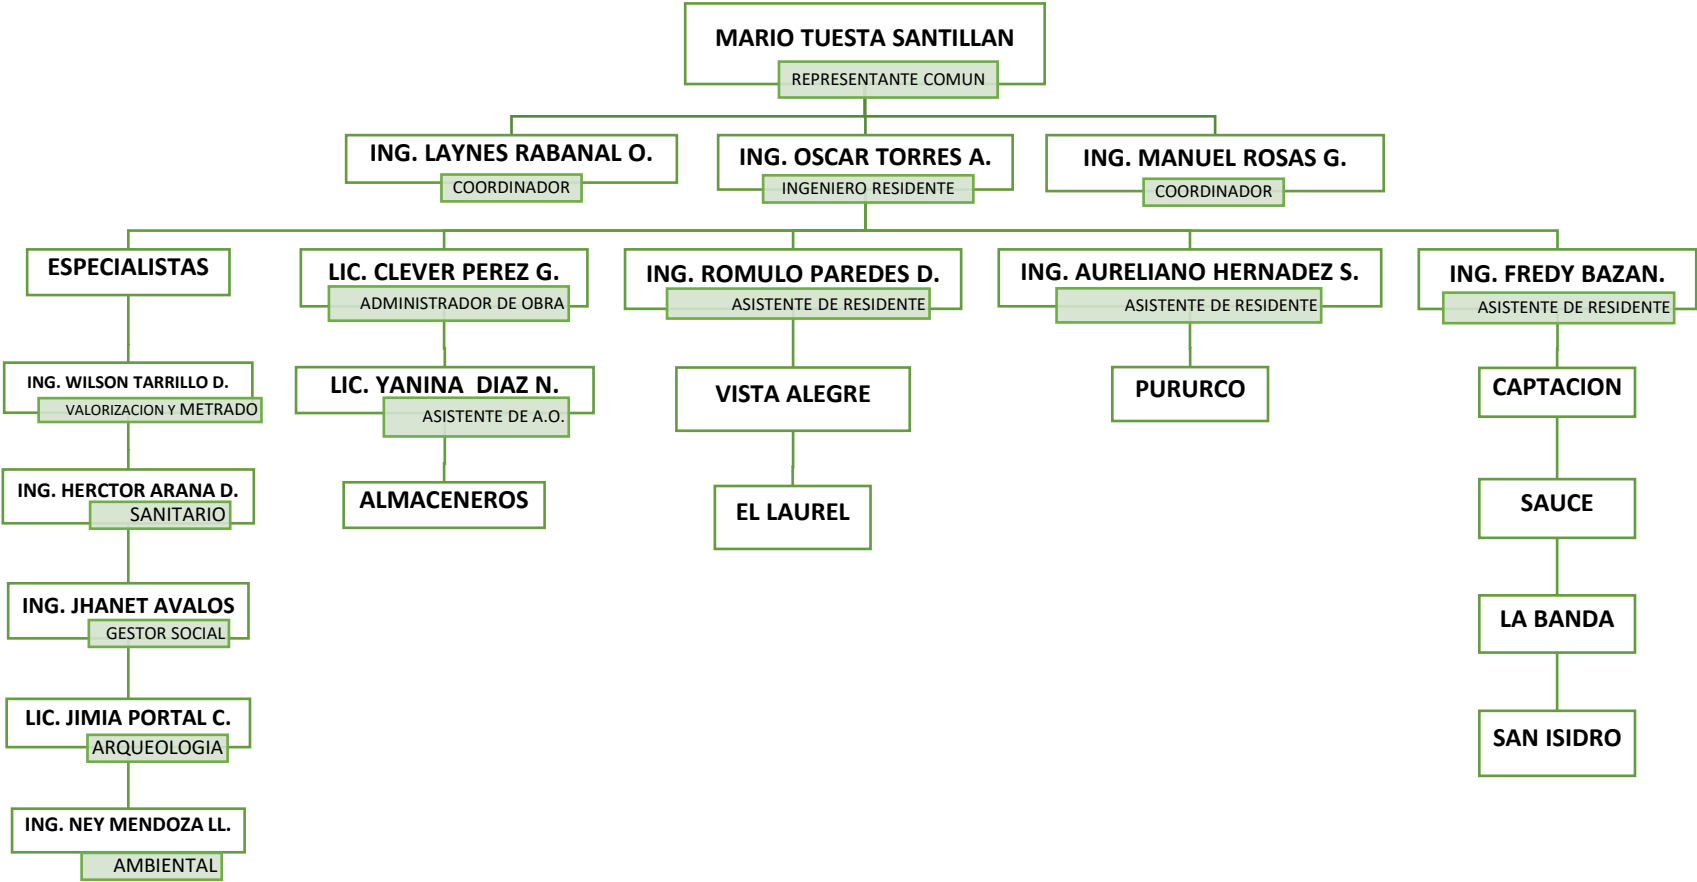 MARIO TUESTA SANTILLAN
REPRESENTANTE COMUN
ING. LAYNES RABANAL O.
COORDINADOR
ING. OSCAR TORRES A.
INGENIERO RESIDENTE
ING. MANUEL ROSAS G.
COORDINADOR
ESPECIALISTAS
ING. WILSON TARRILLO D.
VALORIZACION Y METRADO
ING. HERCTOR ARANA D.
SANITARIO
ING. JHANET AVALOS
GESTOR SOCIAL
LIC. JIMIA PORTAL C.
ARQUEOLOGIA
ING. NEY MENDOZA LL.
AMBIENTAL
LIC. CLEVER PEREZ G.
ADMINISTRADOR DE OBRA
LIC. YANINA DIAZ N.
ASISTENTE DE A.O.
ALMACENEROS
ING. ROMULO PAREDES D.
ASISTENTE DE RESIDENTE
VISTA ALEGRE
EL LAUREL
ING. AURELIANO HERNADEZ S.
ASISTENTE DE RESIDENTE
PURURCO
ING. FREDY BAZAN.
ASISTENTE DE RESIDENTE
CAPTACION
SAUCE
LA BANDA
SAN ISIDRO